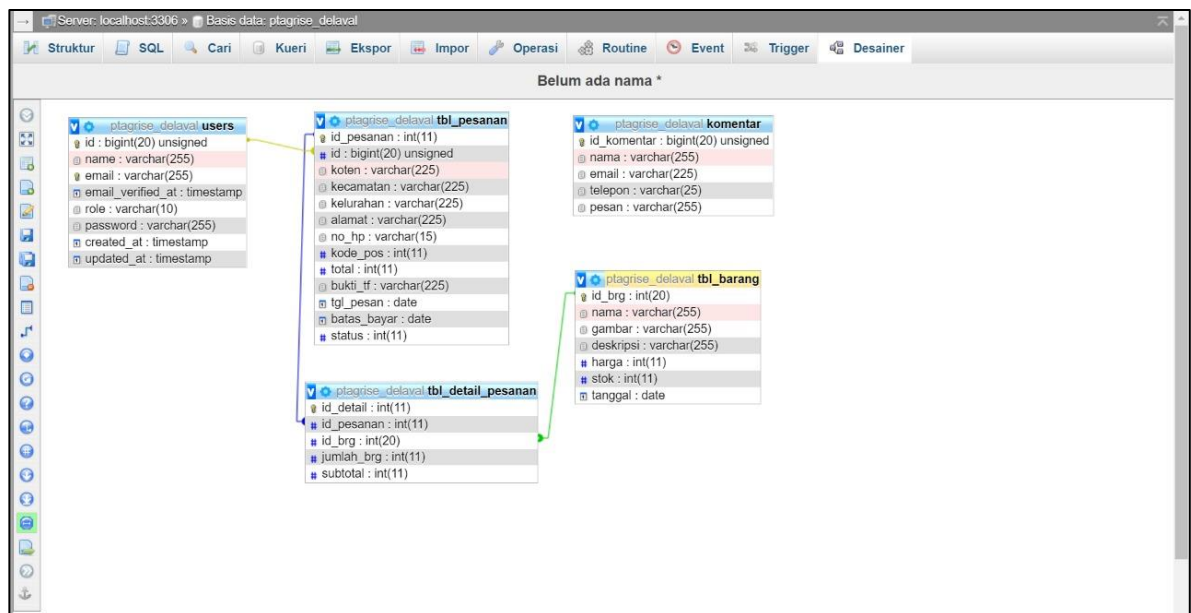 Server: localhost:3306 » Basis data: ptagrise_delaval
Struktur SQL Cari Kueri Ekspor Impor Operasi Routine Event Trigger Desainer
Belum ada nama *
ptagrise_delaval users
id : bigint(20) unsigned
name : varchar(255)
email : varchar(255)
email_verified_at : timestamp
role : varchar(10)
password : varchar(255)
created_at : timestamp
updated_at : timestamp
ptagrise_delaval tbl_pesanan
id_pesanan : int(11)
id : bigint(20) unsigned
koten : varchar(225)
kecamatan : varchar(225)
kelurahan : varchar(225)
alamat : varchar(225)
no_hp : varchar(15)
kode_pos : int(11)
total : int(11)
bukti_tf : varchar(225)
tgl_pesan : date
batas_bayar : date
status : int(11)
ptagrise_delaval komentar
id_komentar : bigint(20) unsigned
nama : varchar(255)
email : varchar(225)
telepon : varchar(25)
pesan : varchar(255)
ptagrise_delaval tbl_barang
id_brg : int(20)
nama : varchar(255)
gambar : varchar(255)
deskripsi : varchar(255)
harga : int(11)
stok : int(11)
tanggal : date
ptagrise_delaval tbl_detail_pesanan
id_detail : int(11)
id_pesanan : int(11)
id_brg : int(20)
jumlah_brg : int(11)
subtotal : int(11)